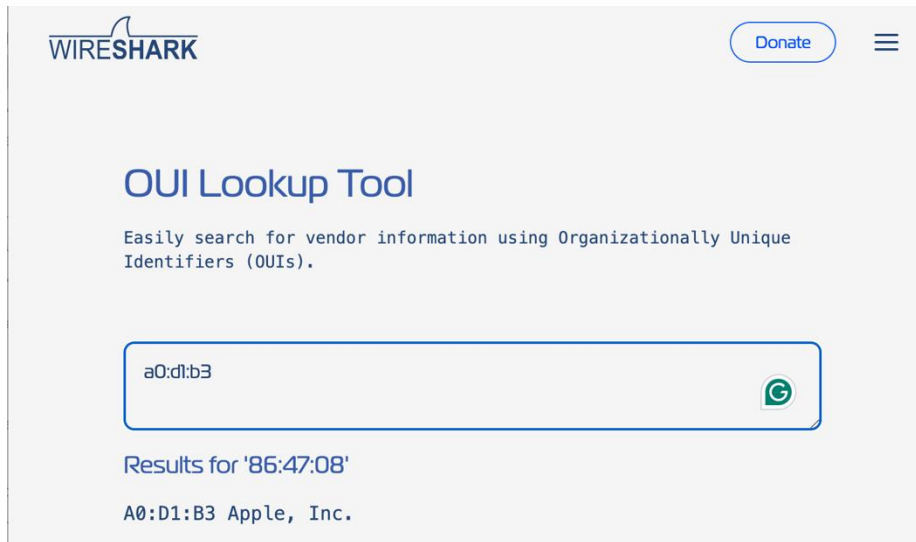 WIRESHARK
Donate
OUI Lookup Tool
Easily search for vendor information using Organizationally Unique
Identifiers (OUIs).
a0:d1:b3
G
Results for '86:47:08'
A0:D1:B3 Apple, Inc.